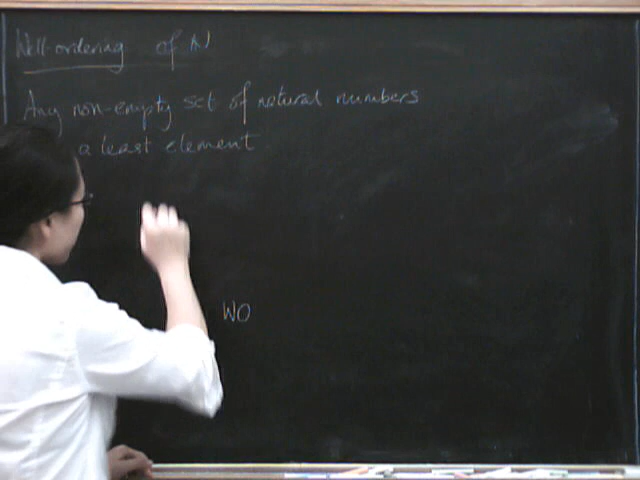 Well-ordering of N
Any non-empty set of natural numbers
a least element.
WO